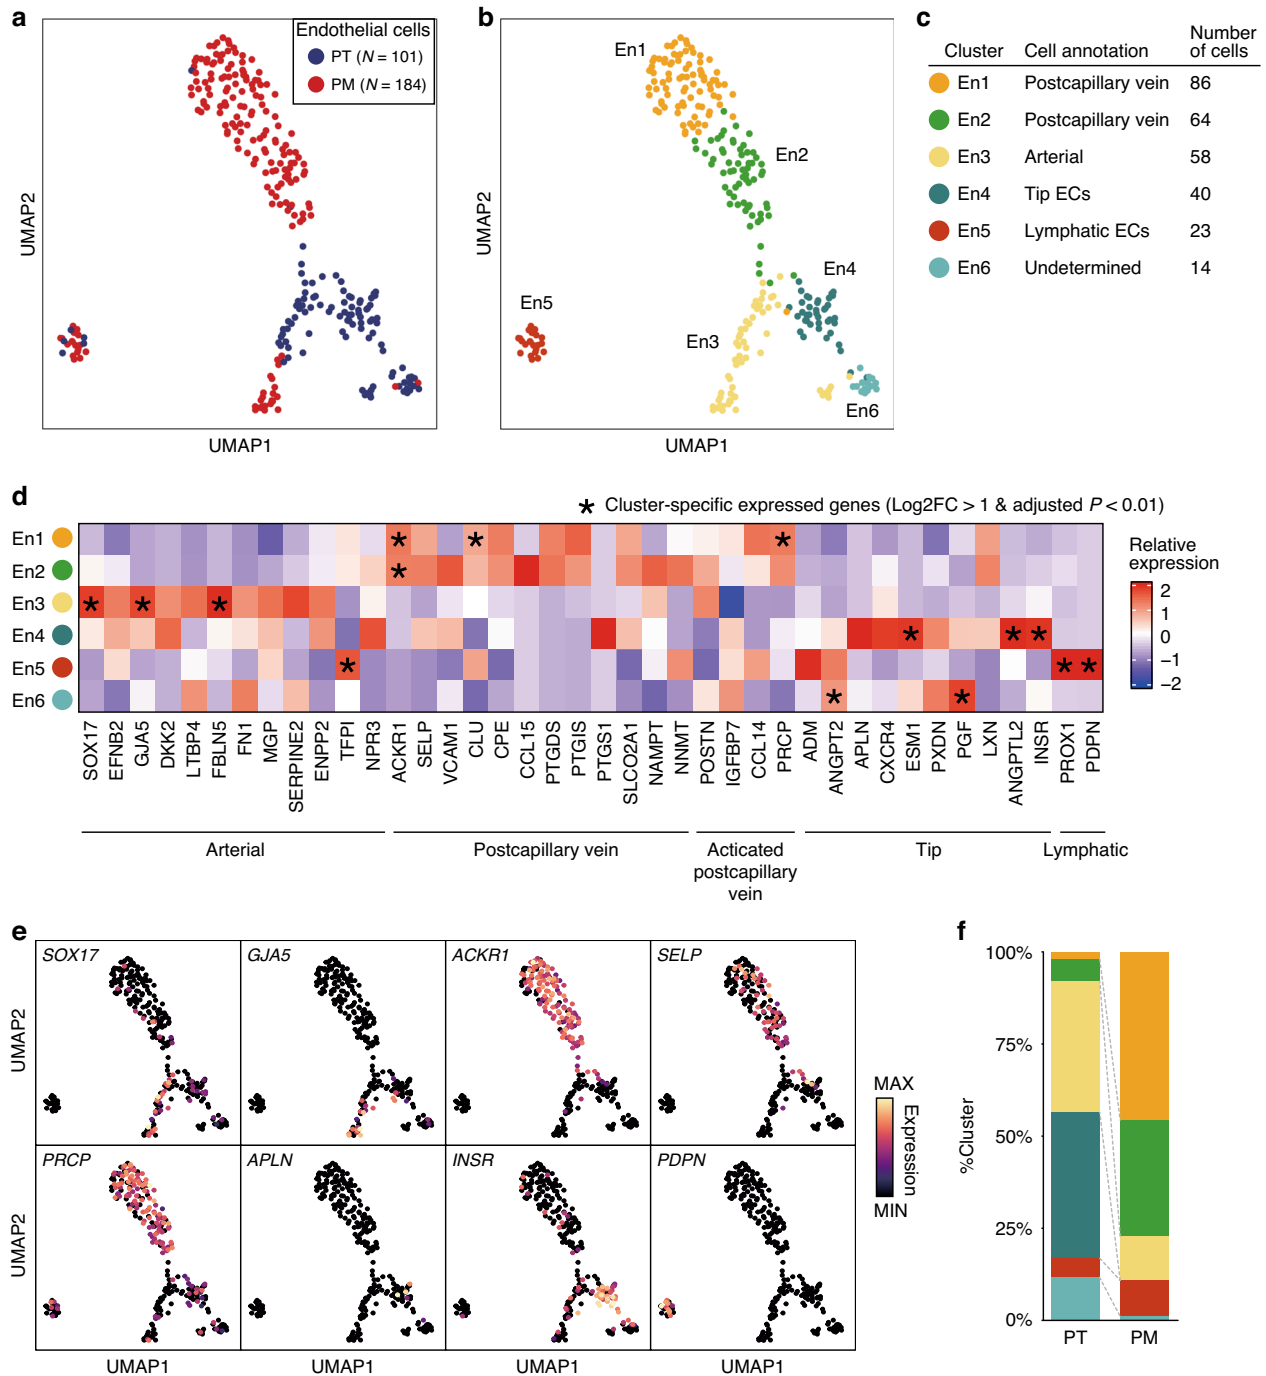 a
Endothelial cells
PT (N = 101)
PM (N = 184)
UMAP2
UMAP1
b
En1
En2
En4
En5
En3
En6
UMAP2
UMAP1
c
Cluster Cell annotation Number of cells
En1 Postcapillary vein 86
En2 Postcapillary vein 64
En3 Arterial 58
En4 Tip ECs 40
En5 Lymphatic ECs 23
En6 Undetermined 14
d
* Cluster-specific expressed genes (Log2FC > 1 & adjusted P < 0.01)
En1
En2
En3
En4
En5
En6
Relative
expression
2
1
0
−1
−2
SOX17
EFNB2
GJA5
DKK2
LTBP4
FBLN5
FN1
MGP
SERPINE2
ENPP2
TFPI
NPR3
ACKR1
SELP
VCAM1
CLU
CPE
CCL15
PTGDS
PTGIS
PTGS1
SLCO2A1
NAMPT
NNMT
POSTN
IGFBP7
CCL14
PRCP
ADM
ANGPT2
APLN
CXCR4
ESM1
PXDN
PGF
LXN
ANGPTL2
INSR
PROX1
PDPN
Arterial
Postcapillary vein
Acticated
postcapillary
vein
Tip
Lymphatic
e
SOX17
GJA5
ACKR1
SELP
UMAP2
PRCP
APLN
INSR
PDPN
UMAP2
UMAP1
UMAP1
UMAP1
UMAP1
MAX
Expression
MIN
f
100%
75%
50%
25%
0%
%Cluster
PT
PM